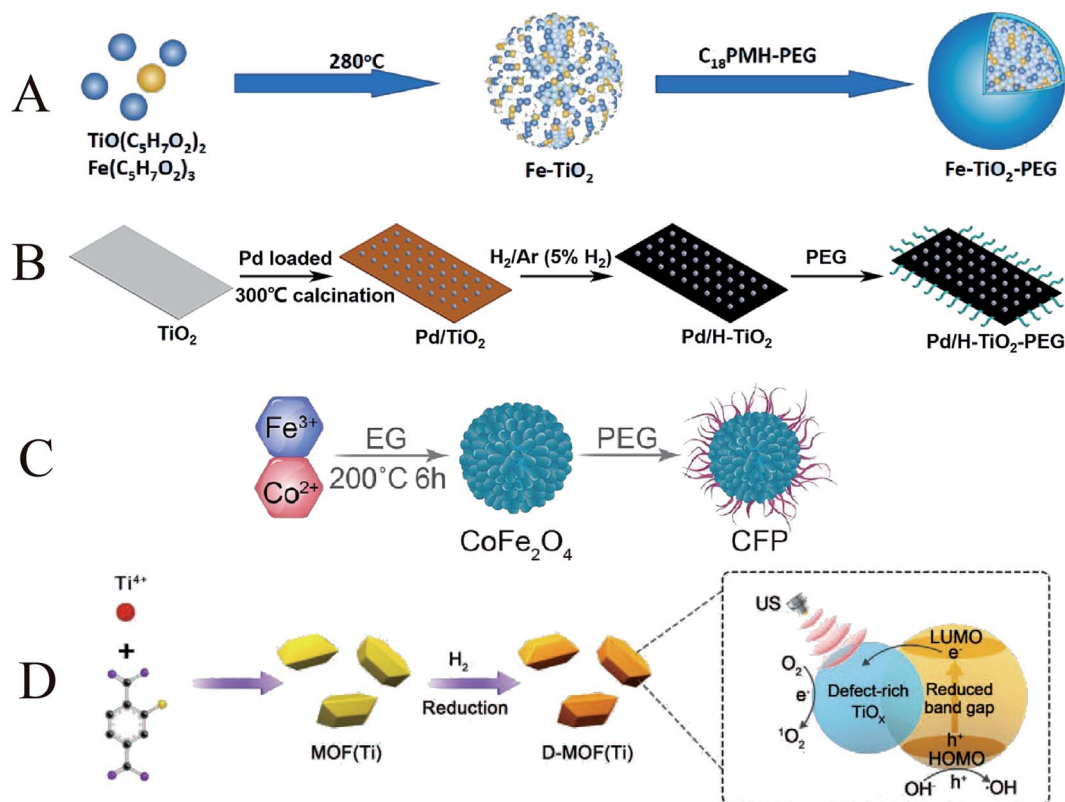 A
TiO(C₅H₇O₂)₂
Fe(C₅H₇O₂)₃
280°C
Fe-TiO₂
C₁₈PMH-PEG
Fe-TiO₂-PEG
B
TiO₂
Pd loaded
300℃ calcination
Pd/TiO₂
H₂/Ar (5% H₂)
Pd/H-TiO₂
PEG
Pd/H-TiO₂-PEG
C
Fe³⁺
Co²⁺
EG
200°C 6h
CoFe₂O₄
PEG
CFP
D
Ti⁴⁺
+
MOF(Ti)
H₂
Reduction
D-MOF(Ti)
US
O₂
e⁻
¹O₂
Defect-rich
TiOₓ
LUMO
e⁻
Reduced
band gap
h⁺
HOMO
OH⁻
h⁺
·OH